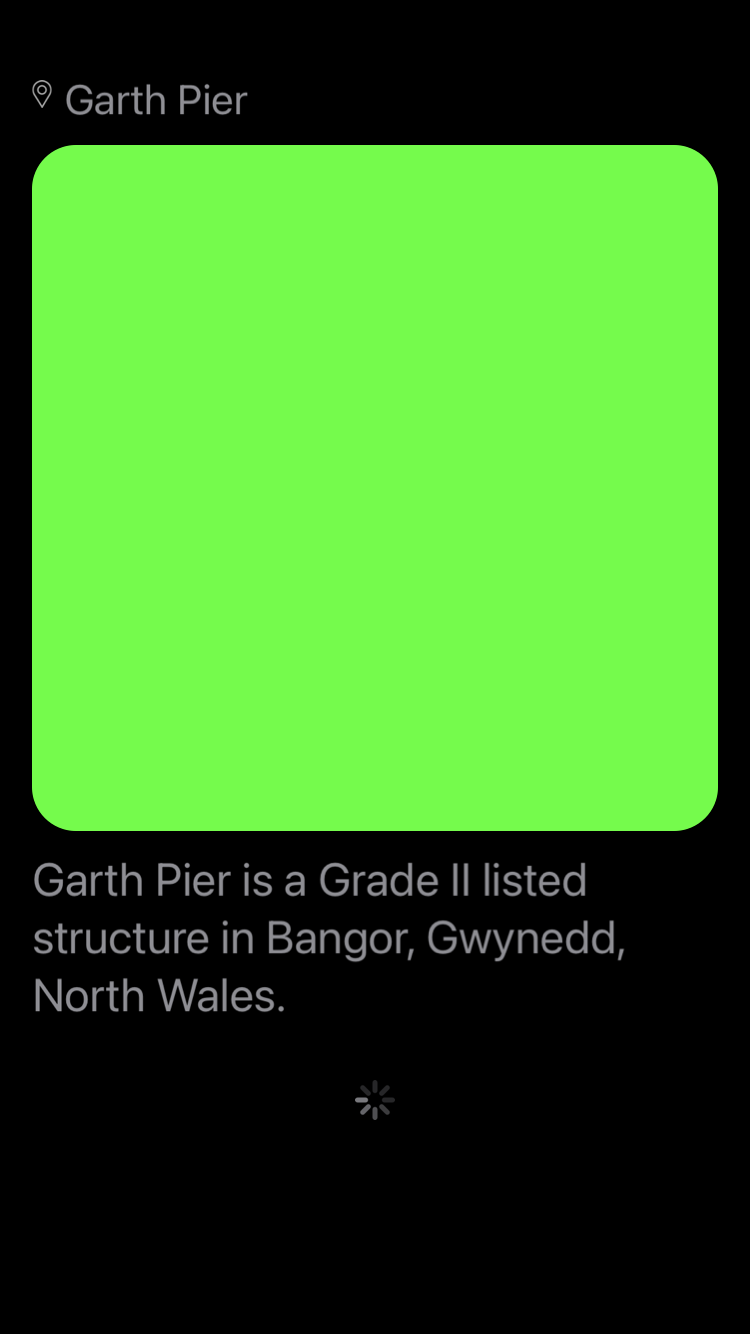 Garth Pier
Garth Pier is a Grade II listed
structure in Bangor, Gwynedd,
North Wales.